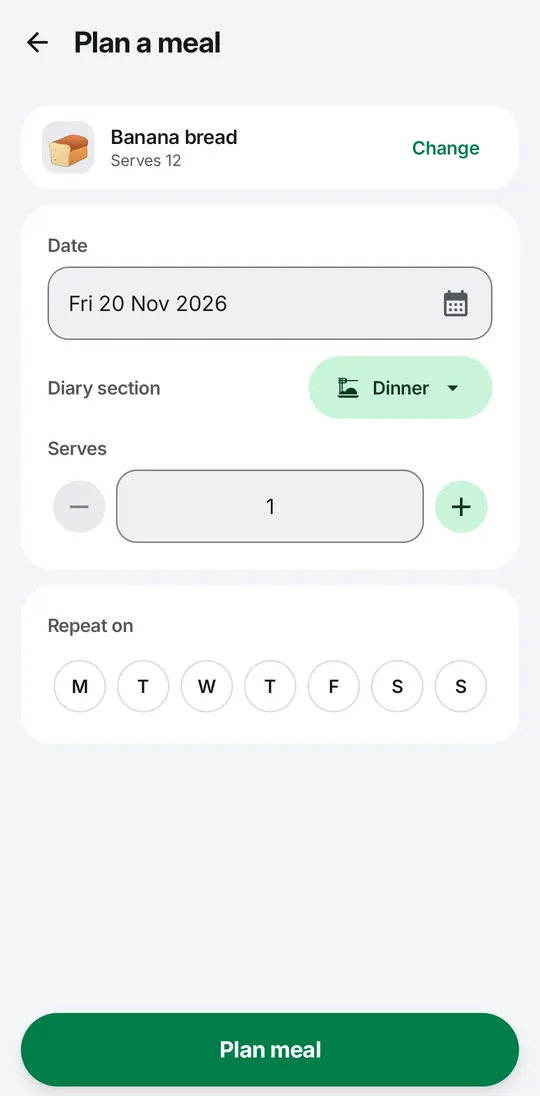 Plan a meal
Banana bread
Serves 12
Change
Date
Fri 20 Nov 2026
Diary section
Dinner
Serves
1
Repeat on
M T W T F S S
Plan meal